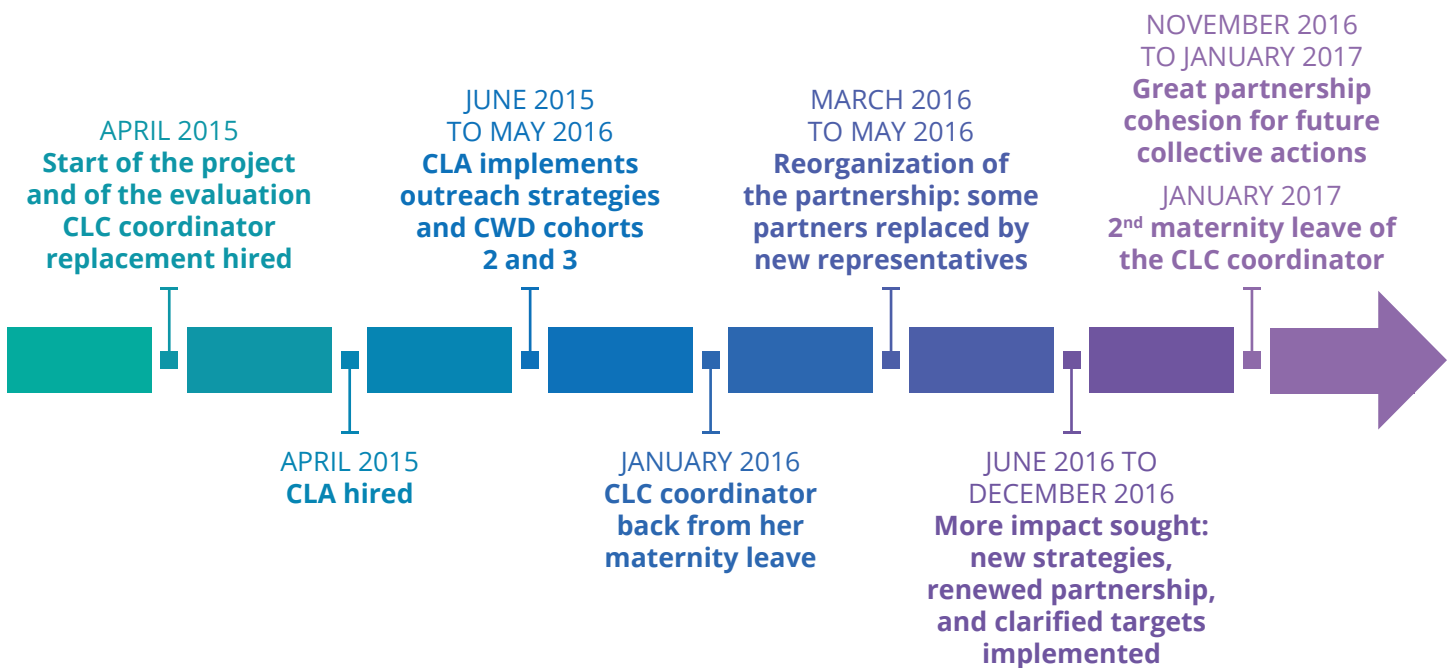 APRIL 2015
Start of the project
and of the evaluation
CLC coordinator
replacement hired
APRIL 2015
CLA hired
JUNE 2015
TO MAY 2016
CLA implements
outreach strategies
and CWD cohorts
2 and 3
JANUARY 2016
CLC coordinator
back from her
maternity leave
MARCH 2016
TO MAY 2016
Reorganization of
the partnership: some
partners replaced by
new representatives
JUNE 2016 TO
DECEMBER 2016
More impact sought:
new strategies,
renewed partnership,
and clarified targets
implemented
NOVEMBER 2016
TO JANUARY 2017
Great partnership
cohesion for future
collective actions
JANUARY 2017
2nd maternity leave of
the CLC coordinator